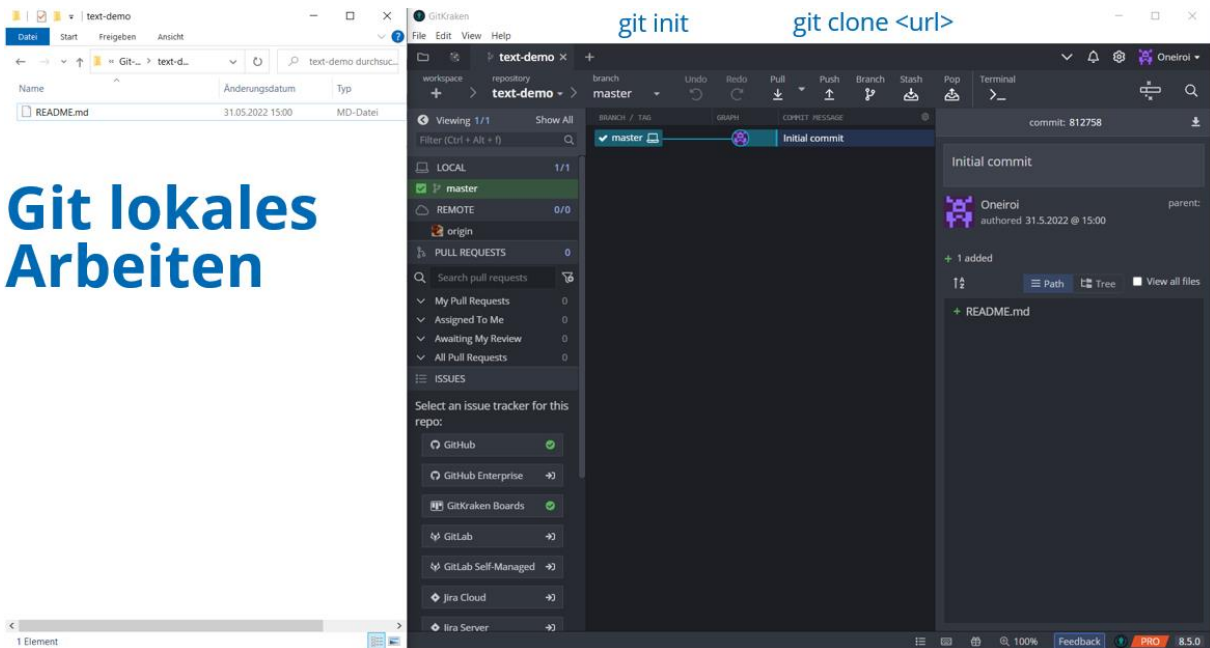 text-demo
Datei Start Freigeben Ansicht
« Git-... > text-d...
text-demo durchsuc...
Name Änderungsdatum Typ
README.md 31.05.2022 15:00 MD-Datei
Git lokales
Arbeiten
1 Element
GitKraken
git init git clone <url>
File Edit View Help
text-demo
Oneiroi
workspace repository branch Undo Redo Pull Push Branch Stash Pop Terminal
text-demo master
Viewing 1/1 Show All
Filter (Ctrl + Alt + f)
LOCAL 1/1
master
REMOTE 0/0
origin
PULL REQUESTS 0
Search pull requests
My Pull Requests 0
Assigned To Me 0
Awaiting My Review 0
All Pull Requests 0
ISSUES
Select an issue tracker for this
repo:
GitHub
GitHub Enterprise
GitKraken Boards
GitLab
GitLab Self-Managed
Jira Cloud
Jira Server
BRANCH / TAG GRAPH COMMIT MESSAGE
master Initial commit
commit: 812758
Initial commit
Oneiroi parent:
authored 31.5.2022 @ 15:00
+ 1 added
Path Tree View all files
+ README.md
100% Feedback PRO 8.5.0